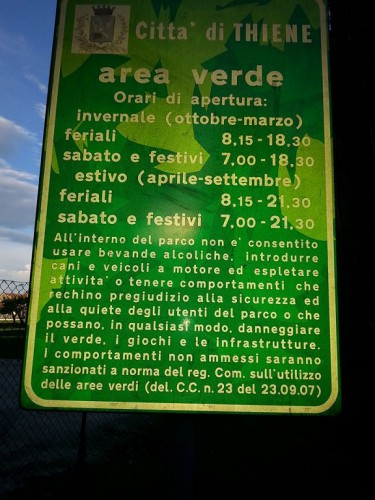 Citta' di THIENE
area verde
Orari di apertura:
invernale (ottobre-marzo)
feriali 8,15-18,30
sabato e festivi 7,00-18,30
estivo (aprile-settembre)
feriali 8,15-21,30
sabato e festivi 7,00-21,30
All'interno del parco non e' consentito
usare bevande alcoliche, introdurre
cani e veicoli a motore ed espletare
attivita' o tenere comportamenti che
rechino pregiudizio alla sicurezza ed
alla quiete degli utenti del parco o che
possano, in qualsiasi modo, danneggiare
il verde, i giochi e le infrastrutture.
I comportamenti non ammessi saranno
sanzionati a norma del reg. Com. sull'utilizzo
delle aree verdi (del. C.C. n. 23 del 23.09.07)